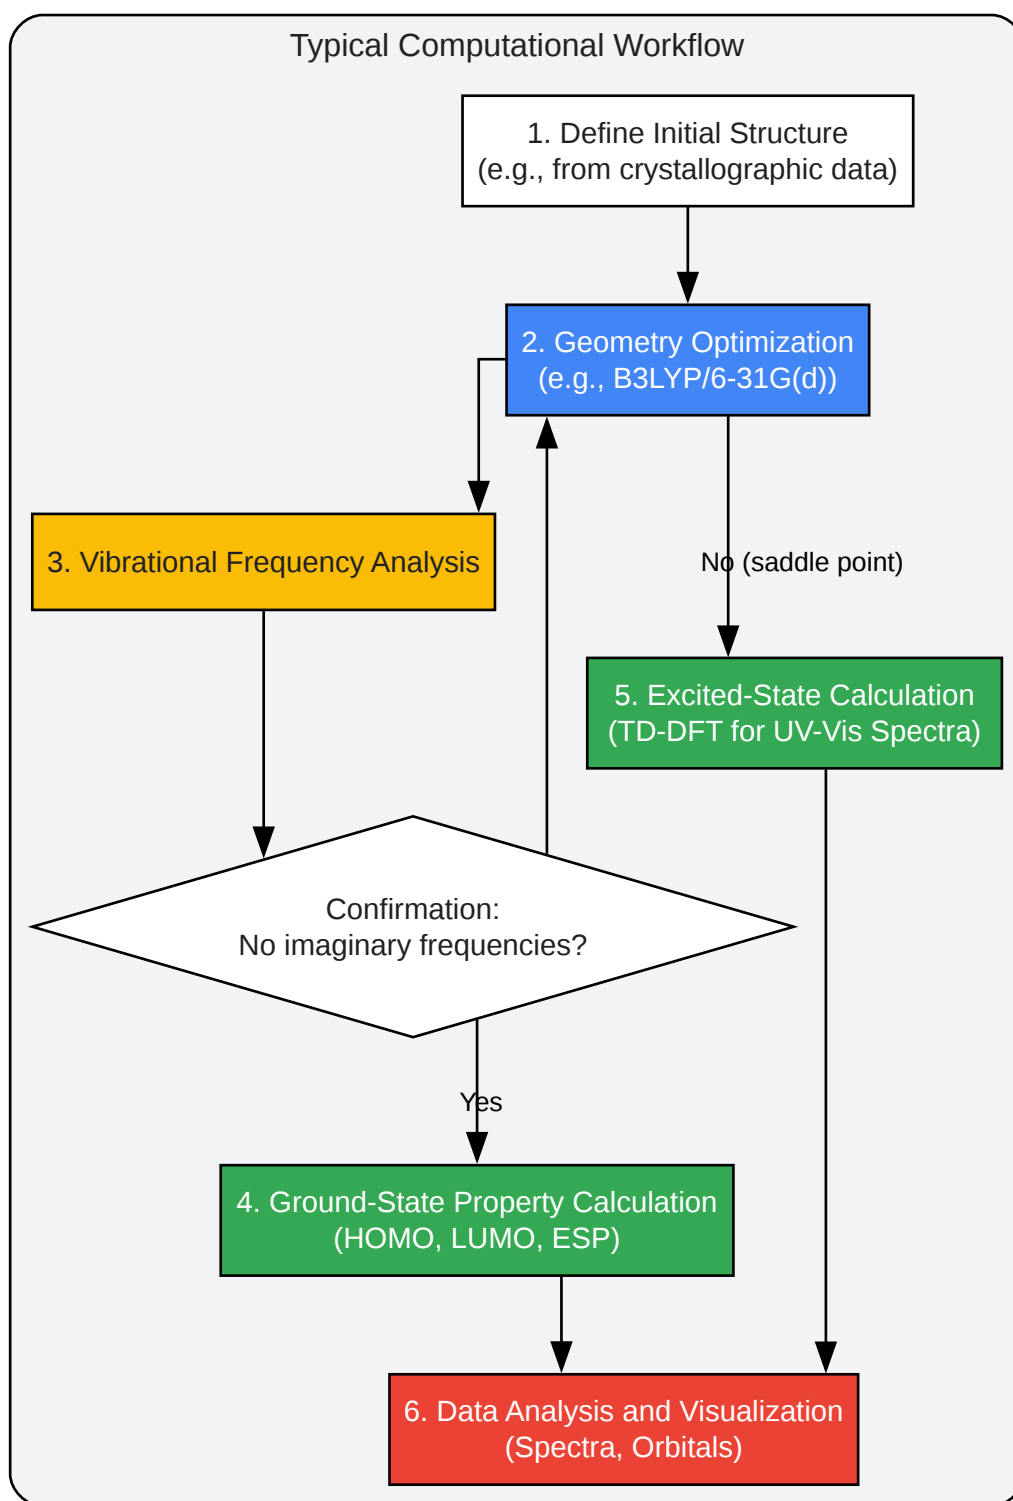 Typical Computational Workflow
1. Define Initial Structure
(e.g., from crystallographic data)
2. Geometry Optimization
(e.g., B3LYP/6-31G(d))
3. Vibrational Frequency Analysis
No (saddle point)
5. Excited-State Calculation
(TD-DFT for UV-Vis Spectra)
Confirmation:
No imaginary frequencies?
Yes
4. Ground-State Property Calculation
(HOMO, LUMO, ESP)
6. Data Analysis and Visualization
(Spectra, Orbitals)